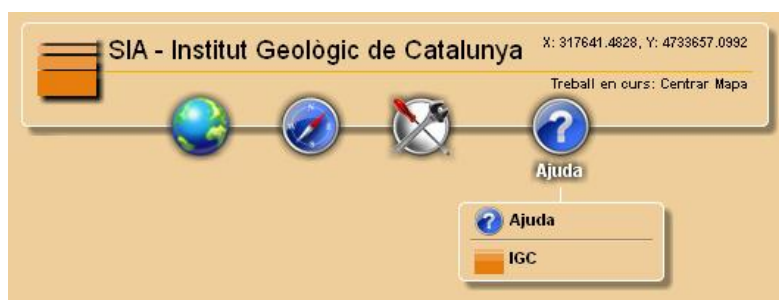 SIA - Institut Geològic de Catalunya
X: 317641.4828, Y: 4733657.0992
Treball en curs: Centrar Mapa
Ajuda
Ajuda
IGC